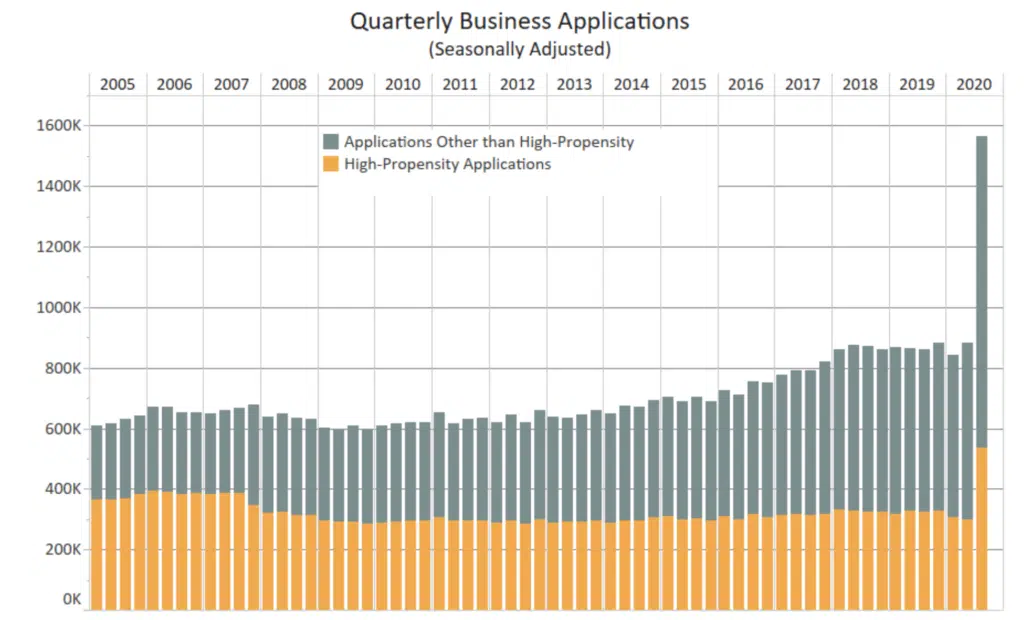 Quarterly Business Applications
(Seasonally Adjusted)
2005 2006 2007 2008 2009 2010 2011 2012 2013 2014 2015 2016 2017 2018 2019 2020
1600K
Applications Other than High-Propensity
High-Propensity Applications
1400K
1200K
1000K
800K
600K
400K
200K
0K